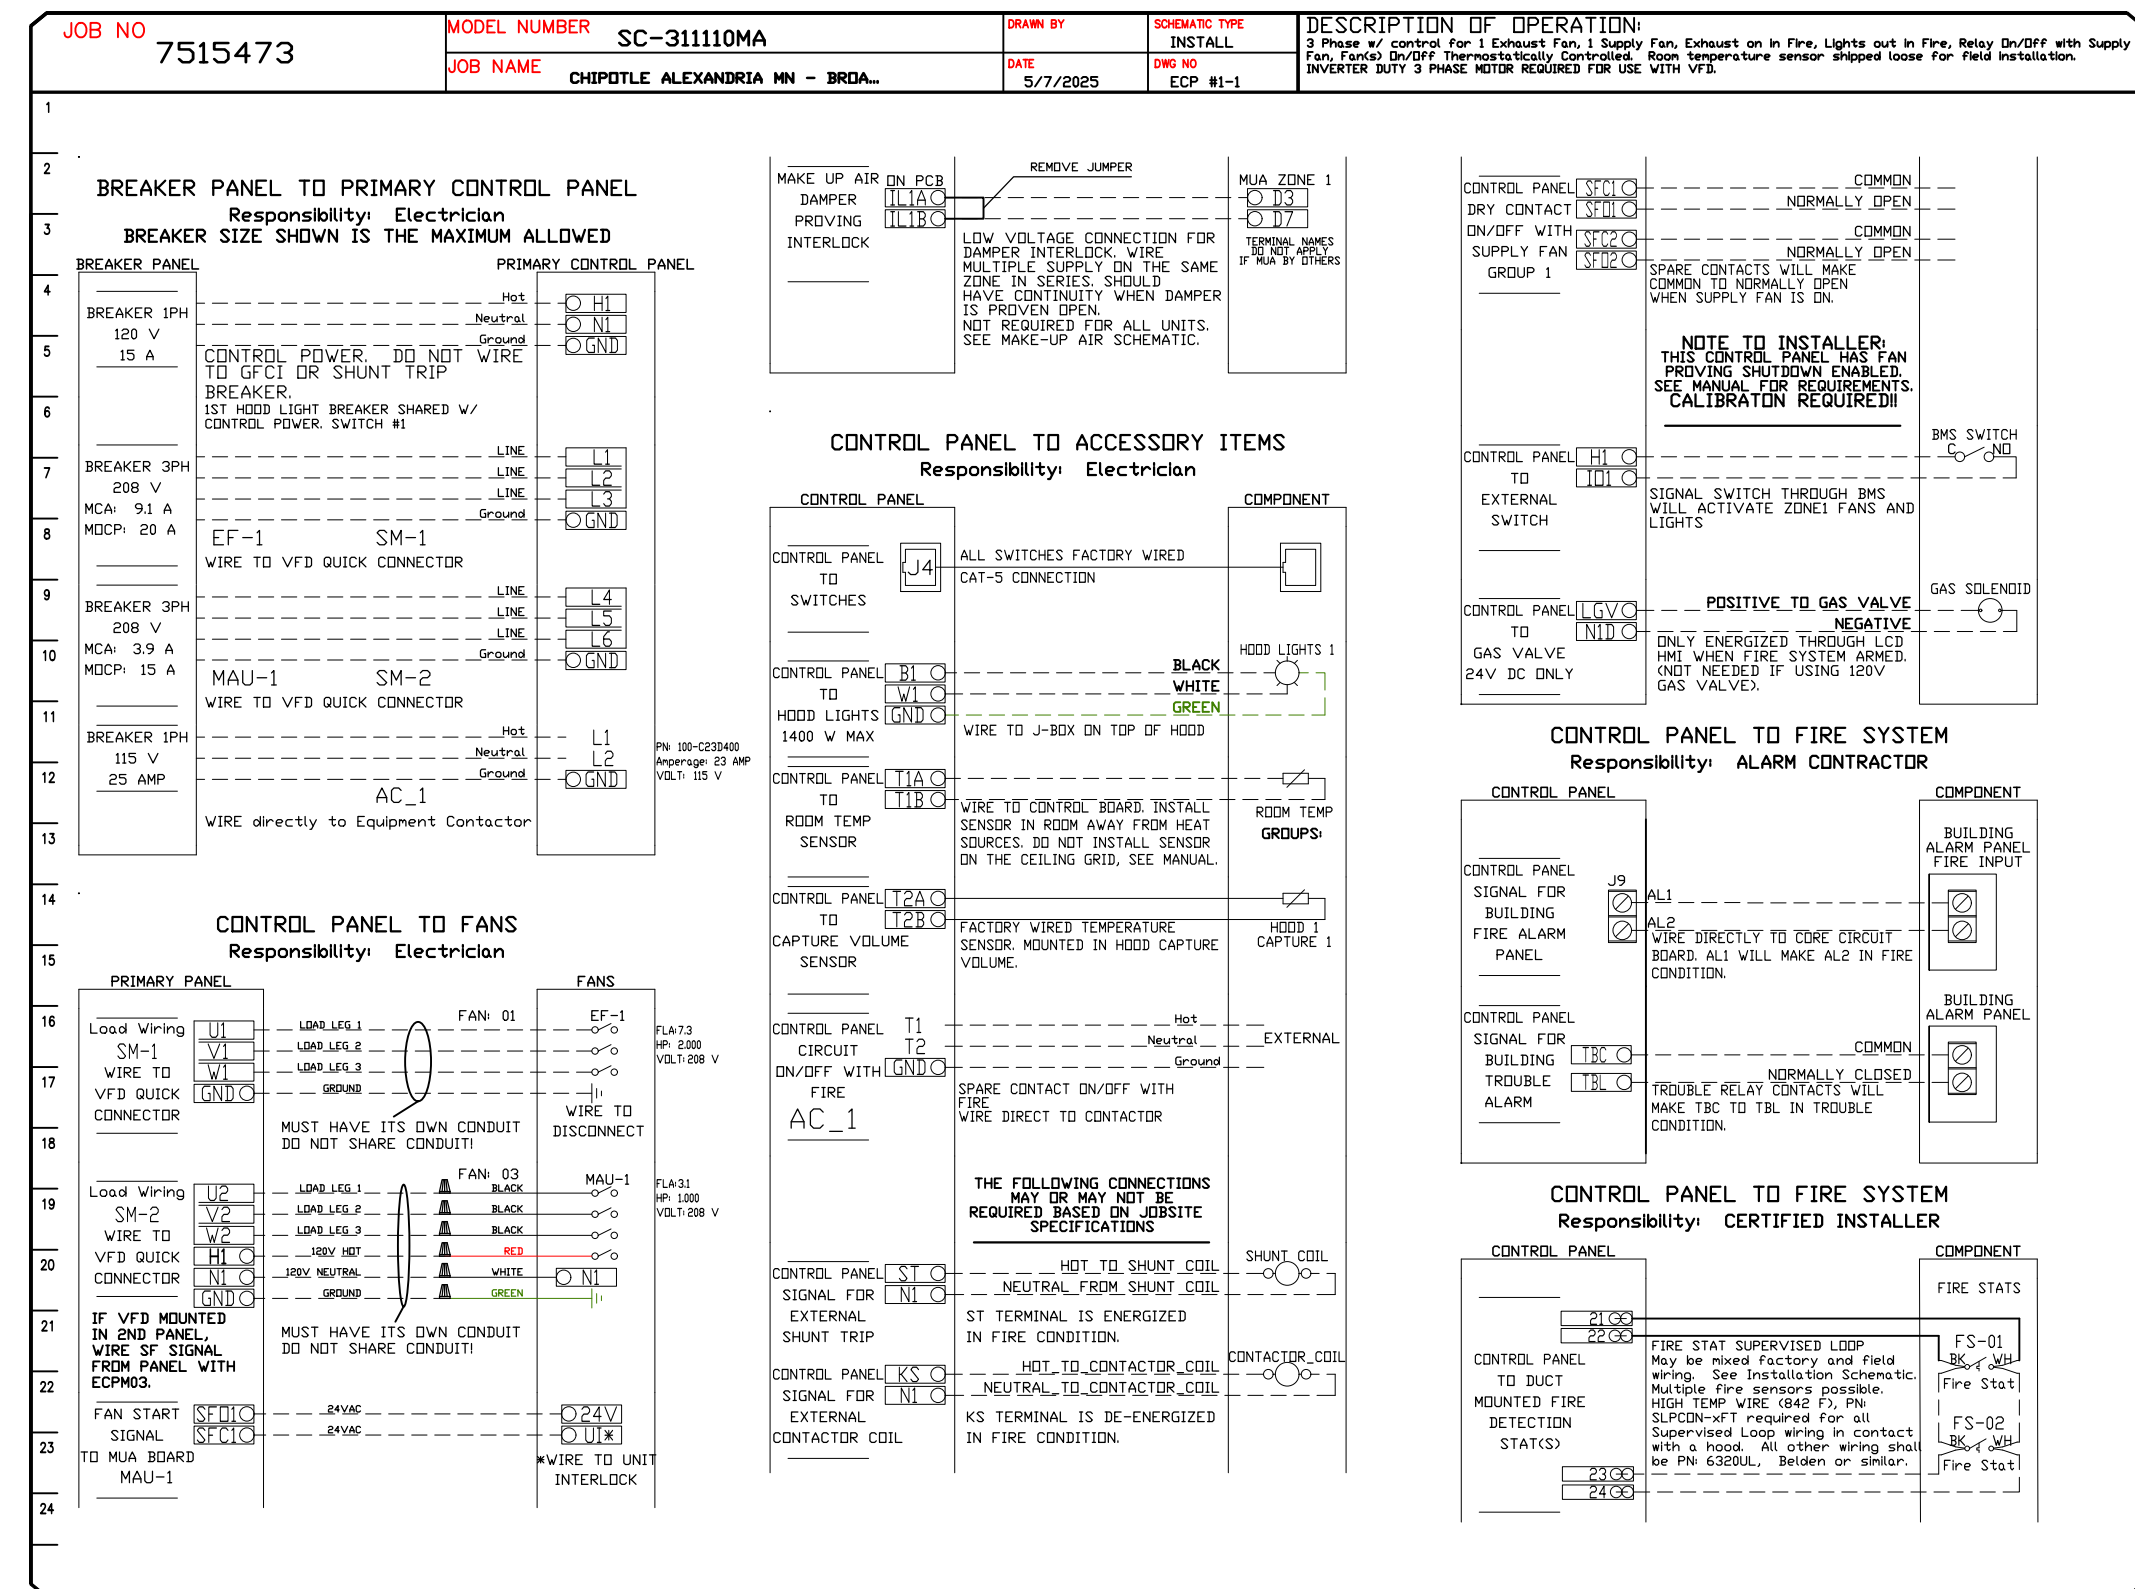 JOB NO
7515473
MODEL NUMBER SC-311110MA
JOB NAME CHIPOTLE ALEXANDRIA MN - BROA...
DRAWN BY
DATE
5/7/2025
SCHEMATIC TYPE
INSTALL
DWG NO
ECP #1-1
DESCRIPTION OF OPERATION:
3 Phase w/ control for 1 Exhaust Fan, 1 Supply Fan, Exhaust on in Fire, Lights out in Fire, Relay On/Off with Supply
Fan, Fan(s) On/Off Thermostatically Controlled. Room temperature sensor shipped loose for field installation.
INVERTER DUTY 3 PHASE MOTOR REQUIRED FOR USE WITH VFD.
1
2
3
4
5
6
7
8
9
10
11
12
13
14
15
16
17
18
19
20
21
22
23
24
BREAKER PANEL TO PRIMARY CONTROL PANEL
Responsibility: Electrician
BREAKER SIZE SHOWN IS THE MAXIMUM ALLOWED
BREAKER PANEL
PRIMARY CONTROL PANEL
BREAKER 1PH
120 V
15 A
Hot H1
Neutral N1
Ground GND
CONTROL POWER. DO NOT WIRE
TO GFCI OR SHUNT TRIP
BREAKER.
1ST HOOD LIGHT BREAKER SHARED W/
CONTROL POWER. SWITCH #1
BREAKER 3PH
208 V
MCA: 9.1 A
MOCP: 20 A
LINE L1
LINE L2
LINE L3
Ground GND
EF-1 SM-1
WIRE TO VFD QUICK CONNECTOR
BREAKER 3PH
208 V
MCA: 3.9 A
MOCP: 15 A
LINE L4
LINE L5
LINE L6
Ground GND
MAU-1 SM-2
WIRE TO VFD QUICK CONNECTOR
BREAKER 1PH
115 V
25 AMP
Hot L1
Neutral L2
Ground GND
PN: 100-C23D400
Amperage: 23 AMP
VOLT: 115 V
AC_1
WIRE directly to Equipment Contactor
CONTROL PANEL TO FANS
Responsibility: Electrician
PRIMARY PANEL
FANS
Load Wiring
SM-1
WIRE TO
VFD QUICK
CONNECTOR
FAN: 01 EF-1
U1 LOAD LEG 1
V1 LOAD LEG 2
W1 LOAD LEG 3
GND GROUND
FLA:7.3
HP: 2.000
VOLT: 208 V
WIRE TO
DISCONNECT
MUST HAVE ITS OWN CONDUIT
DO NOT SHARE CONDUIT!
Load Wiring
SM-2
WIRE TO
VFD QUICK
CONNECTOR
FAN: 03 MAU-1
U2 LOAD LEG 1 BLACK
V2 LOAD LEG 2 BLACK
W2 LOAD LEG 3 BLACK
H1 120V HOT RED
N1 120V NEUTRAL WHITE N1
GND GROUND GREEN
FLA:3.1
HP: 1.000
VOLT: 208 V
IF VFD MOUNTED
IN 2ND PANEL,
WIRE SF SIGNAL
FROM PANEL WITH
ECPM03.
MUST HAVE ITS OWN CONDUIT
DO NOT SHARE CONDUIT!
FAN START
SIGNAL
TO MUA BOARD
MAU-1
SFO1 24VAC 24V
SFC1 24VAC UI*
*WIRE TO UNIT
INTERLOCK
MAKE UP AIR
DAMPER
PROVING
INTERLOCK
ON PCB
IL1A
IL1B
REMOVE JUMPER
MUA ZONE 1
D3
D7
TERMINAL NAMES
DO NOT APPLY
IF MUA BY OTHERS
LOW VOLTAGE CONNECTION FOR
DAMPER INTERLOCK. WIRE
MULTIPLE SUPPLY ON THE SAME
ZONE IN SERIES. SHOULD
HAVE CONTINUITY WHEN DAMPER
IS PROVEN OPEN.
NOT REQUIRED FOR ALL UNITS.
SEE MAKE-UP AIR SCHEMATIC.
CONTROL PANEL TO ACCESSORY ITEMS
Responsibility: Electrician
CONTROL PANEL
COMPONENT
CONTROL PANEL
TO
SWITCHES
J4
ALL SWITCHES FACTORY WIRED
CAT-5 CONNECTION
CONTROL PANEL
TO
HOOD LIGHTS
1400 W MAX
HOOD LIGHTS 1
B1 BLACK
W1 WHITE
GND GREEN
WIRE TO J-BOX ON TOP OF HOOD
CONTROL PANEL
TO
ROOM TEMP
SENSOR
T1A
T1B
WIRE TO CONTROL BOARD. INSTALL
SENSOR IN ROOM AWAY FROM HEAT
SOURCES. DO NOT INSTALL SENSOR
ON THE CEILING GRID, SEE MANUAL.
ROOM TEMP
GROUPS:
CONTROL PANEL
TO
CAPTURE VOLUME
SENSOR
T2A
T2B
FACTORY WIRED TEMPERATURE
SENSOR. MOUNTED IN HOOD CAPTURE
VOLUME.
HOOD 1
CAPTURE 1
CONTROL PANEL
CIRCUIT
ON/OFF WITH
FIRE
AC_1
T1 Hot
T2 Neutral
GND Ground
EXTERNAL
SPARE CONTACT ON/OFF WITH
FIRE
WIRE DIRECT TO CONTACTOR
THE FOLLOWING CONNECTIONS
MAY OR MAY NOT BE
REQUIRED BASED ON JOBSITE
SPECIFICATIONS
CONTROL PANEL
SIGNAL FOR
EXTERNAL
SHUNT TRIP
ST HOT TO SHUNT COIL
N1 NEUTRAL FROM SHUNT COIL
SHUNT COIL
ST TERMINAL IS ENERGIZED
IN FIRE CONDITION.
CONTROL PANEL
SIGNAL FOR
EXTERNAL
CONTACTOR COIL
KS HOT_TO_CONTACTOR_COIL
N1 NEUTRAL_TO_CONTACTOR_COIL
CONTACTOR_COIL
KS TERMINAL IS DE-ENERGIZED
IN FIRE CONDITION.
CONTROL PANEL
DRY CONTACT
ON/OFF WITH
SUPPLY FAN
GROUP 1
SFC1 COMMON
SFO1 NORMALLY OPEN
SFC2 COMMON
SFO2 NORMALLY OPEN
SPARE CONTACTS WILL MAKE
COMMON TO NORMALLY OPEN
WHEN SUPPLY FAN IS ON.
NOTE TO INSTALLER:
THIS CONTROL PANEL HAS FAN
PROVING SHUTDOWN ENABLED.
SEE MANUAL FOR REQUIREMENTS.
CALIBRATON REQUIRED!!
CONTROL PANEL
TO
EXTERNAL
SWITCH
H1
IO1
BMS SWITCH
C NO
SIGNAL SWITCH THROUGH BMS
WILL ACTIVATE ZONE1 FANS AND
LIGHTS
CONTROL PANEL
TO
GAS VALVE
24V DC ONLY
LGV POSITIVE TO GAS VALVE
N1D NEGATIVE
GAS SOLENOID
ONLY ENERGIZED THROUGH LCD
HMI WHEN FIRE SYSTEM ARMED.
(NOT NEEDED IF USING 120V
GAS VALVE).
CONTROL PANEL TO FIRE SYSTEM
Responsibility: ALARM CONTRACTOR
CONTROL PANEL
COMPONENT
CONTROL PANEL
SIGNAL FOR
BUILDING
FIRE ALARM
PANEL
J9
AL1
AL2
WIRE DIRECTLY TO CORE CIRCUIT
BOARD. AL1 WILL MAKE AL2 IN FIRE
CONDITION.
BUILDING
ALARM PANEL
FIRE INPUT
CONTROL PANEL
SIGNAL FOR
BUILDING
TROUBLE
ALARM
TBC COMMON
TBL NORMALLY CLOSED
TROUBLE RELAY CONTACTS WILL
MAKE TBC TO TBL IN TROUBLE
CONDITION.
BUILDING
ALARM PANEL
CONTROL PANEL TO FIRE SYSTEM
Responsibility: CERTIFIED INSTALLER
CONTROL PANEL
COMPONENT
FIRE STATS
21
22
CONTROL PANEL
TO DUCT
MOUNTED FIRE
DETECTION
STAT(S)
23
24
FIRE STAT SUPERVISED LOOP
May be mixed factory and field
wiring. See Installation Schematic.
Multiple fire sensors possible.
HIGH TEMP WIRE (842 F), PN:
SLPCON-xFT required for all
Supervised Loop wiring in contact
with a hood. All other wiring shall
be PN: 6320UL, Belden or similar.
FS-01
BK WH
Fire Stat
FS-02
BK WH
Fire Stat